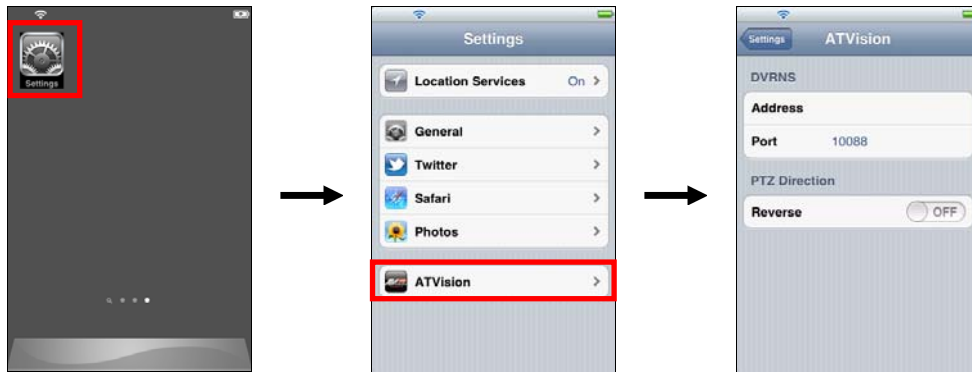 Settings
Settings
Location Services On
General
Twitter
Safari
Photos
ATVision
Settings ATVision
DVRNS
Address
Port 10088
PTZ Direction
Reverse OFF